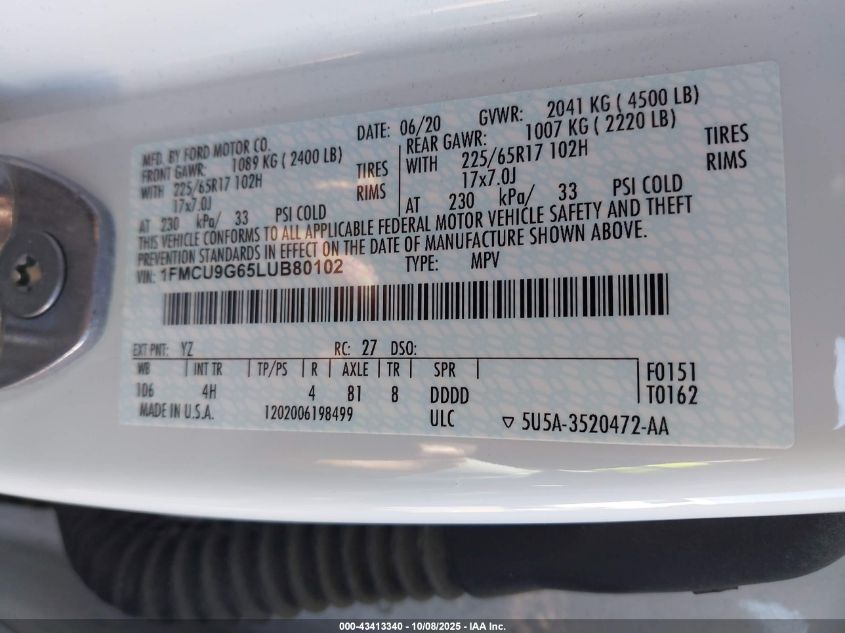 MFD. BY FORD MOTOR CO. DATE: 06/20 GVWR: 2041 KG ( 4500 LB)
FRONT GAWR: 1089 KG ( 2400 LB) REAR GAWR: 1007 KG ( 2220 LB)
WITH 225/65R17 102H TIRES WITH 225/65R17 102H TIRES
17x7.0J RIMS 17x7.0J RIMS
AT 230 kPa/ 33 PSI COLD AT 230 kPa/ 33 PSI COLD
THIS VEHICLE CONFORMS TO ALL APPLICABLE FEDERAL MOTOR VEHICLE SAFETY AND THEFT
PREVENTION STANDARDS IN EFFECT ON THE DATE OF MANUFACTURE SHOWN ABOVE.
VIN: 1FMCU9G65LUB80102 TYPE: MPV
EXT PNT: YZ RC: 27 DSO:
WB INT TR TP/PS R AXLE TR SPR F0151
106 4H 4 81 8 DDDD T0162
MADE IN U.S.A. 1202006198499 ULC ▽ 5U5A-3520472-AA
000-43413340 - 10/08/2025 - IAA Inc.